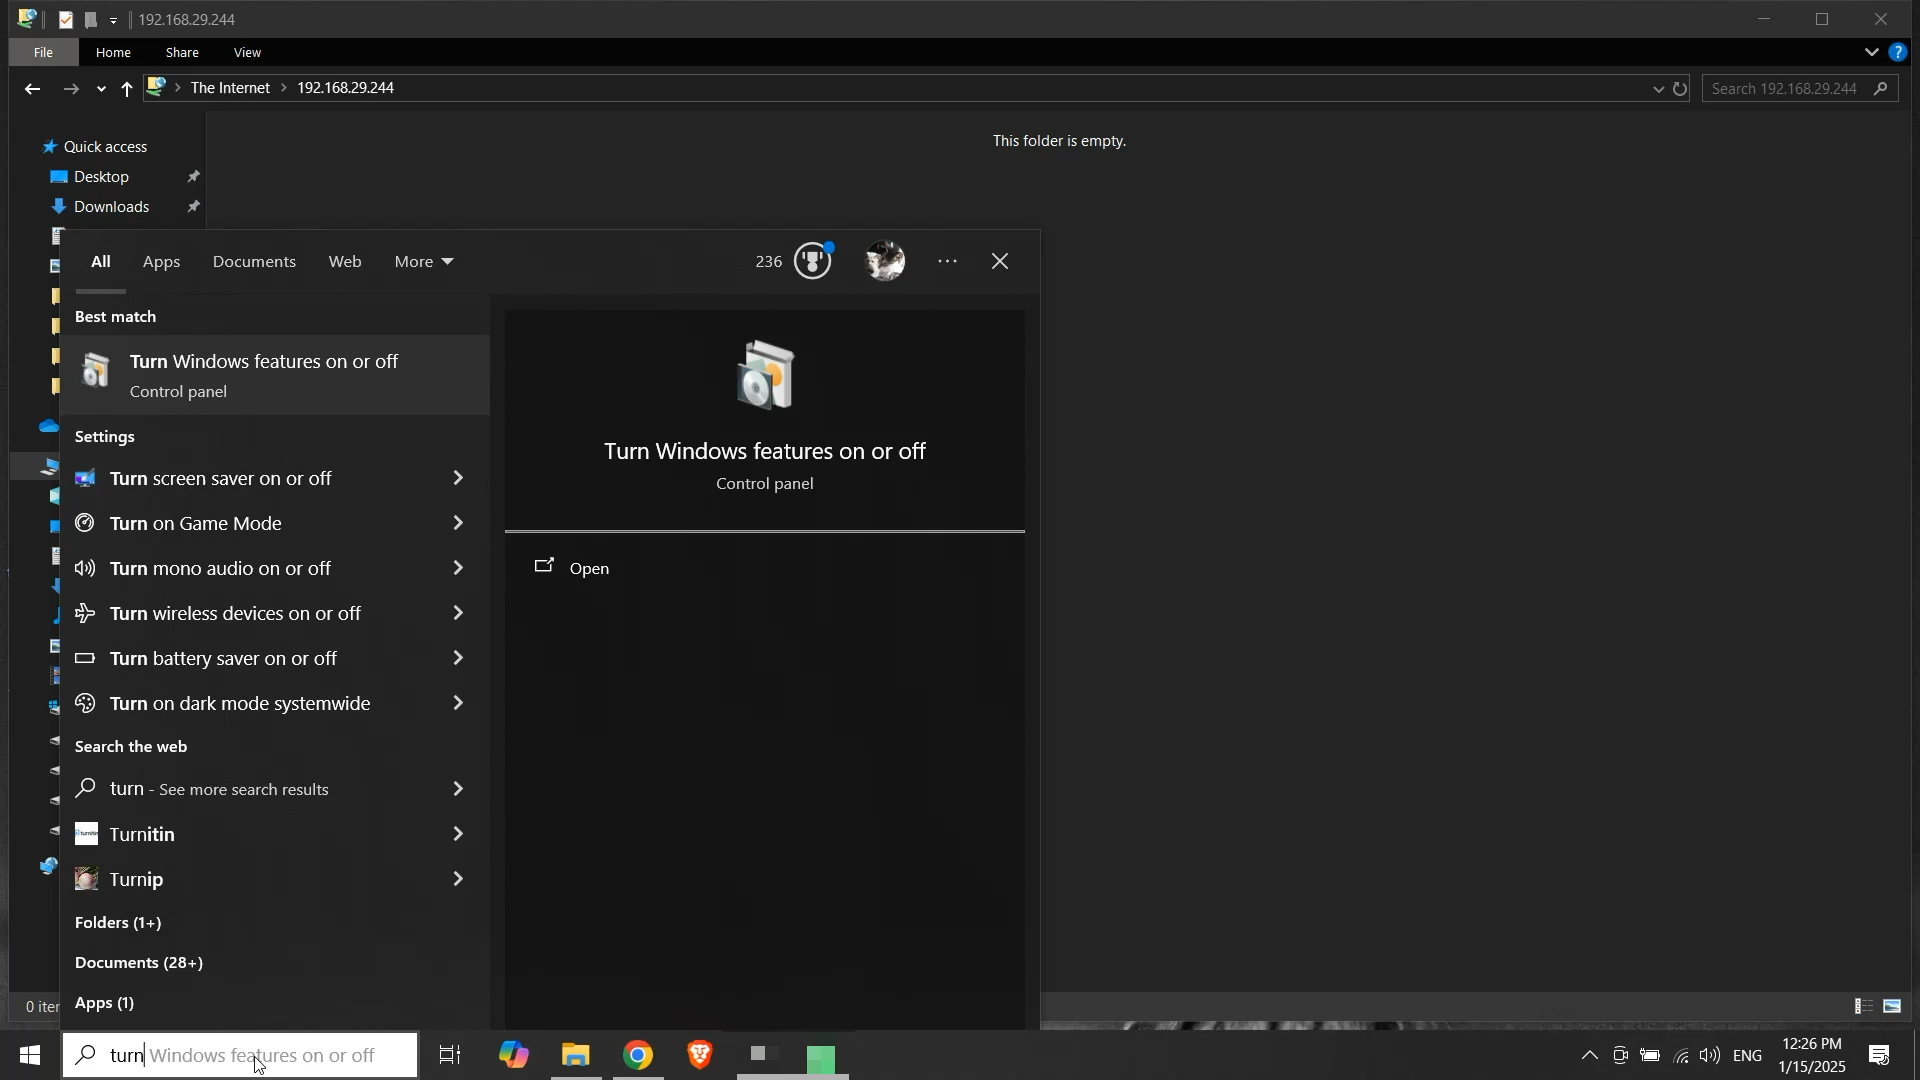 192.168.29.244
File
Home
Share
View
The Internet
192.168.29.244
Search 192.168.29.244
Quick access
Desktop
Downloads
This folder is empty.
All
Apps
Documents
Web
More
236
Best match
Turn Windows features on or off
Control panel
Settings
Turn screen saver on or off
Turn on Game Mode
Turn mono audio on or off
Turn wireless devices on or off
Turn battery saver on or off
Turn on dark mode systemwide
Search the web
turn - See more search results
Turnitin
Turnip
Folders (1+)
Documents (28+)
Apps (1)
Turn Windows features on or off
Control panel
Open
0 iter
turn Windows features on or off
ENG
12:26 PM
1/15/2025